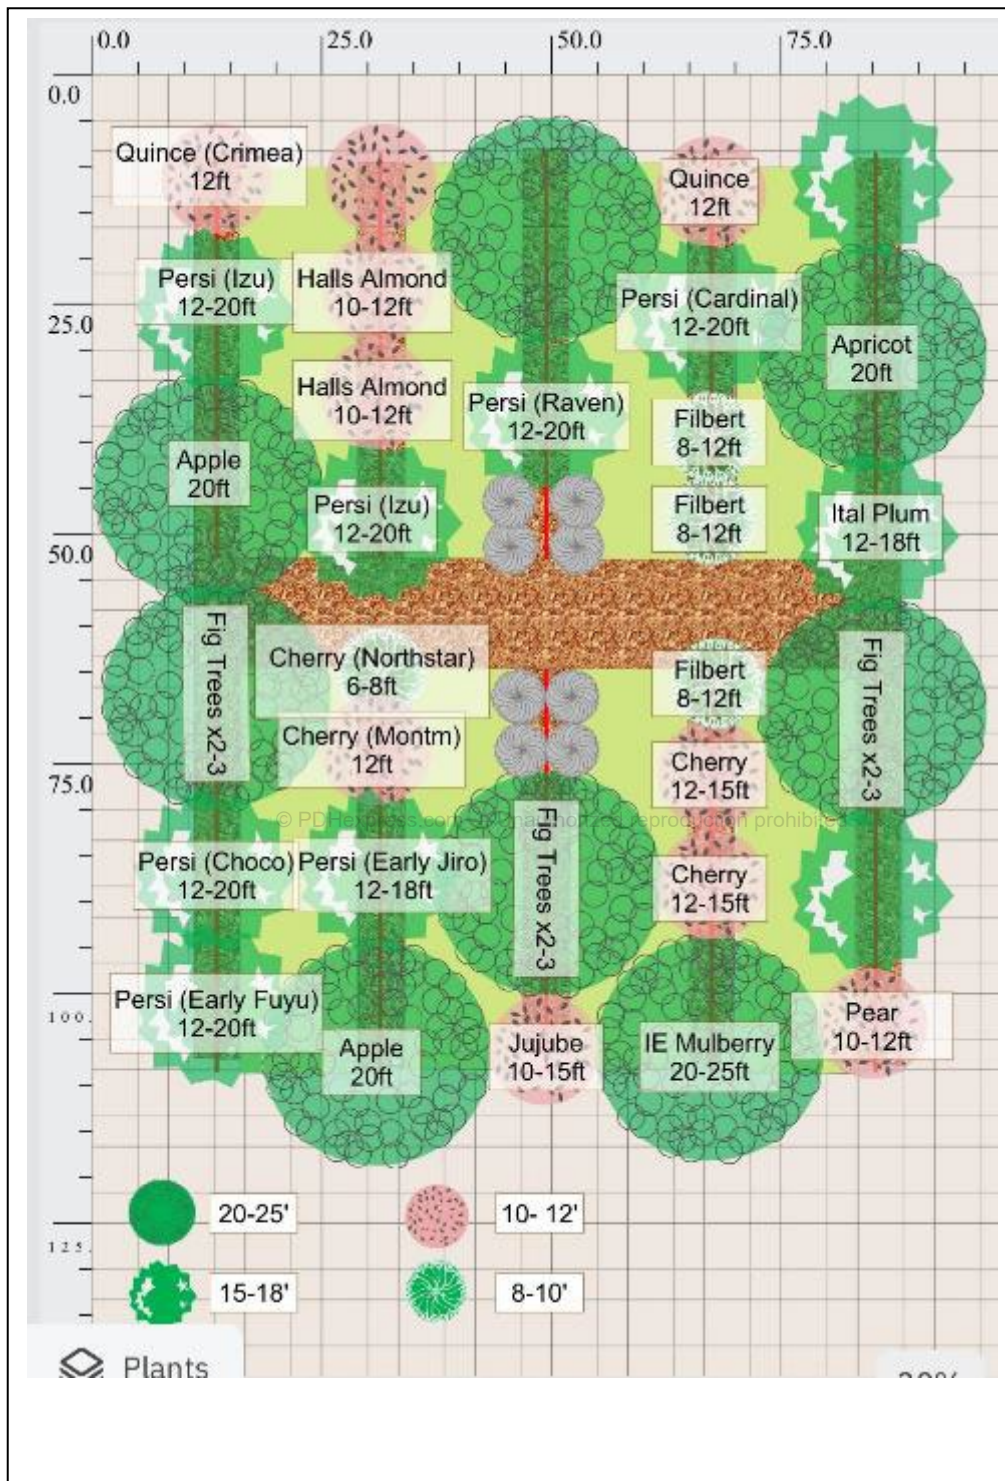 0.0
25.0
50.0
75.0
0.0
25.0
50.0
75.0
100.
125.
Quince (Crimea)
12ft
Quince
12ft
Persi (Izu)
12-20ft
Halls Almond
10-12ft
Persi (Cardinal)
12-20ft
Apricot
20ft
Halls Almond
10-12ft
Persi (Raven)
12-20ft
Filbert
8-12ft
Apple
20ft
Persi (Izu)
12-20ft
Filbert
8-12ft
Ital Plum
12-18ft
Fig Trees x2-3
Cherry (Northstar)
6-8ft
Filbert
8-12ft
Fig Trees x2-3
Cherry (Montm)
12ft
Cherry
12-15ft
© PDHexpress.com
reproduction prohibited
Persi (Choco)
12-20ft
Persi (Early Jiro)
12-18ft
Fig Trees x2-3
Cherry
12-15ft
Persi (Early Fuyu)
12-20ft
Apple
20ft
Jujube
10-15ft
IE Mulberry
20-25ft
Pear
10-12ft
20-25'
10- 12'
15-18'
8-10'
Plants